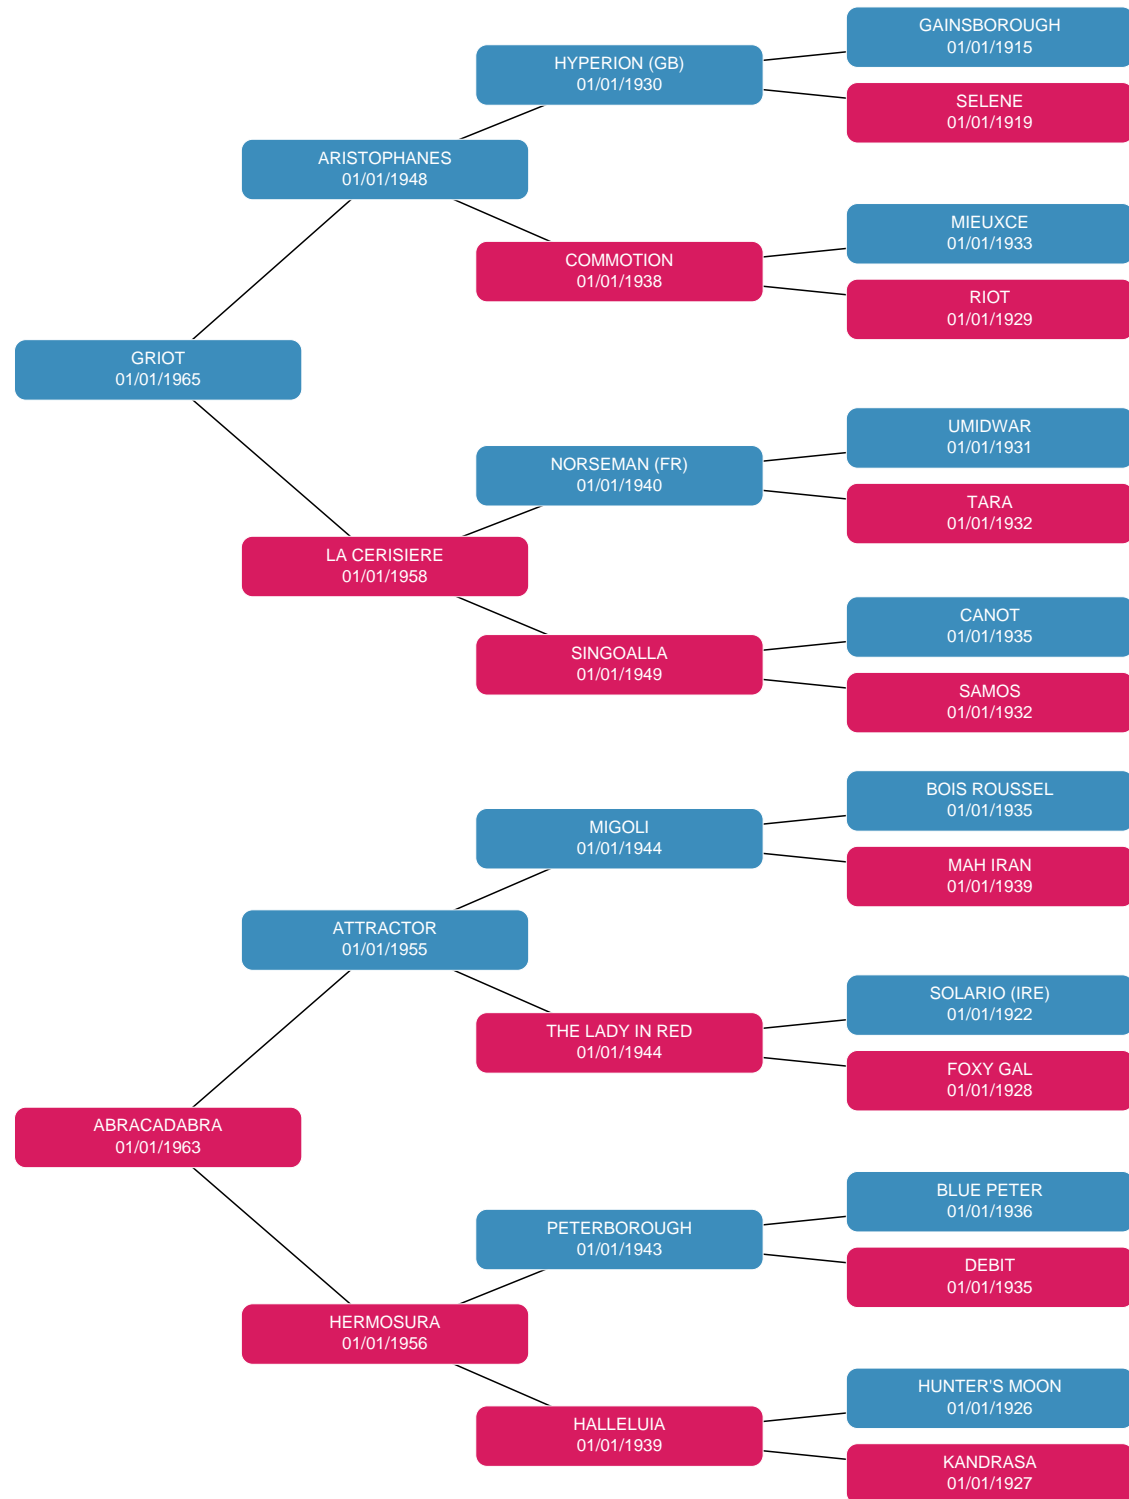 GAINSBOROUGH
01/01/1915
HYPERION (GB)
01/01/1930
SELENE
01/01/1919
ARISTOPHANES
01/01/1948
MIEUXCE
01/01/1933
COMMOTION
01/01/1938
RIOT
01/01/1929
GRIOT
01/01/1965
UMIDWAR
01/01/1931
NORSEMAN (FR)
01/01/1940
TARA
01/01/1932
LA CERISIERE
01/01/1958
CANOT
01/01/1935
SINGOALLA
01/01/1949
SAMOS
01/01/1932
BOIS ROUSSEL
01/01/1935
MIGOLI
01/01/1944
MAH IRAN
01/01/1939
ATTRACTOR
01/01/1955
SOLARIO (IRE)
01/01/1922
THE LADY IN RED
01/01/1944
FOXY GAL
01/01/1928
ABRACADABRA
01/01/1963
BLUE PETER
01/01/1936
PETERBOROUGH
01/01/1943
DEBIT
01/01/1935
HERMOSURA
01/01/1956
HUNTER'S MOON
01/01/1926
HALLELUIA
01/01/1939
KANDRASA
01/01/1927